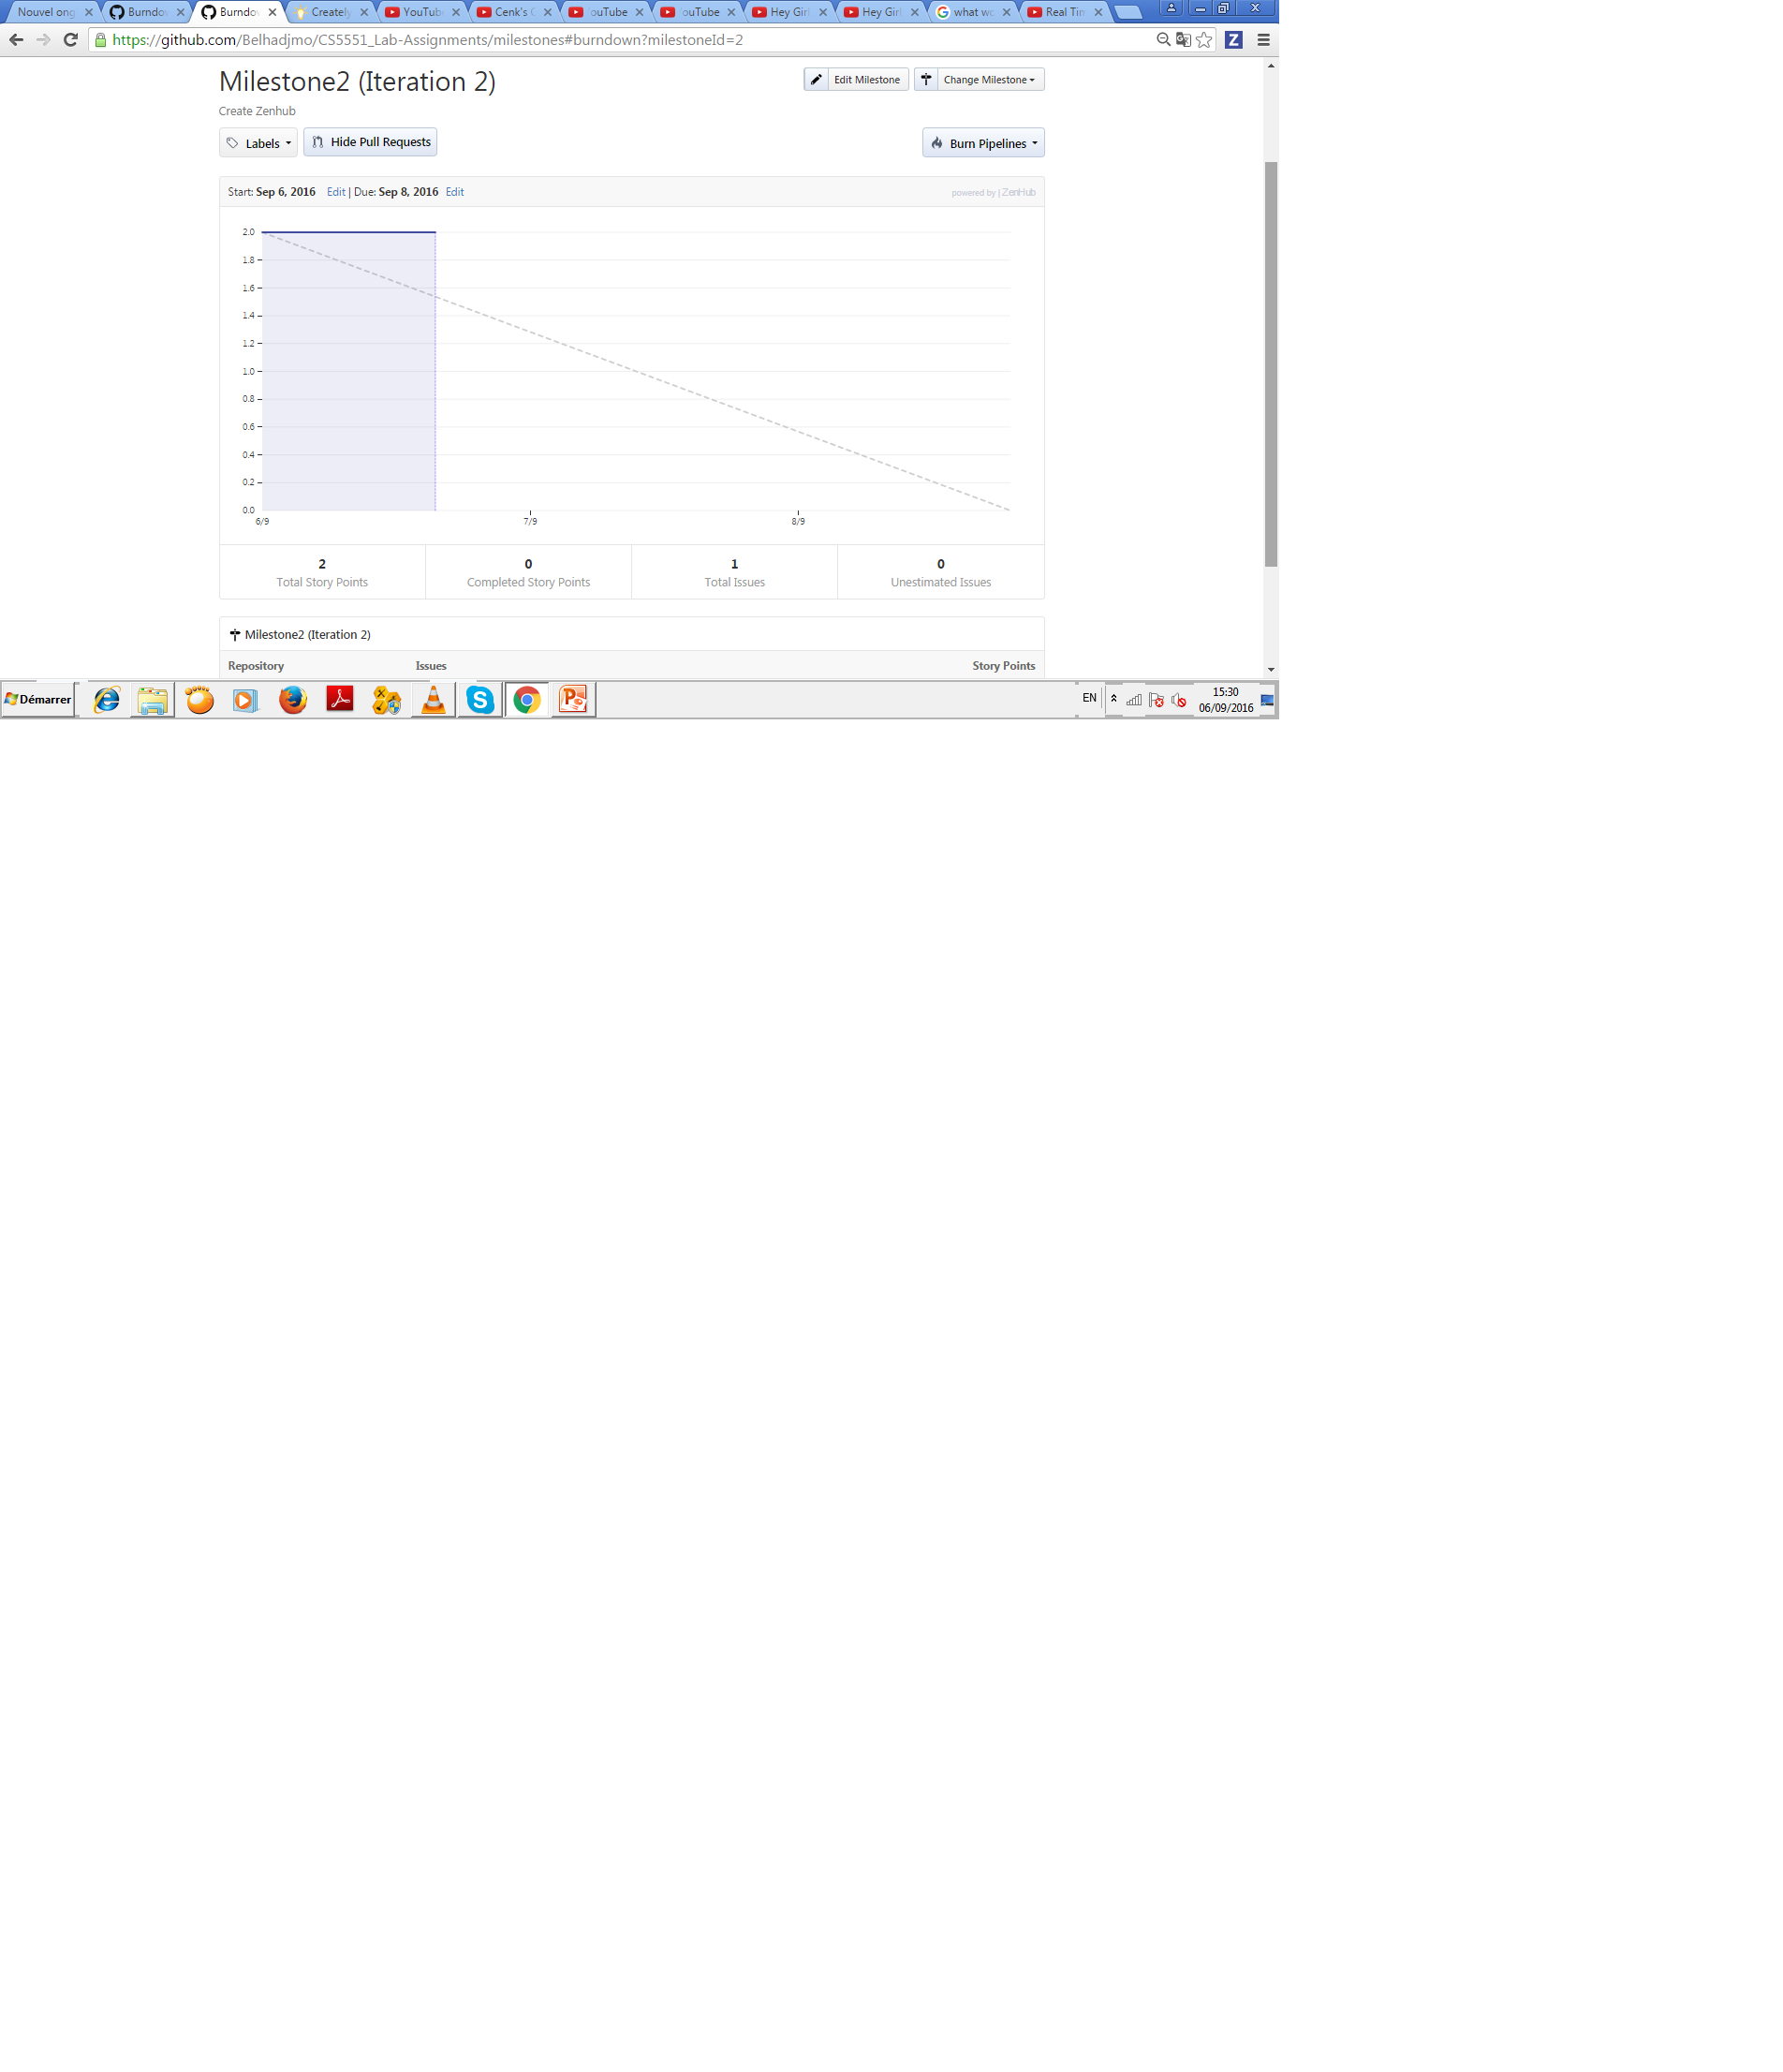 Nouvel ong Burndov Burndov Creately YouTub Cenk's ouTube ouTube Hey Girl Hey Girl what wo Real Tim
https://github.com/Belhadjmo/CS5551_Lab-Assignments/milestones#burndown?milestoneId=2
Milestone2 (Iteration 2)
Edit Milestone Change Milestone
Create Zenhub
Labels Hide Pull Requests Burn Pipelines
Start: Sep 6, 2016 Edit | Due: Sep 8, 2016 Edit powered by | ZenHub
2.0
1.8
1.6
1.4
1.2
1.0
0.8
0.6
0.4
0.2
0.0
6/9 7/9 8/9
2 0 1 0
Total Story Points Completed Story Points Total Issues Unestimated Issues
Milestone2 (Iteration 2)
Repository Issues Story Points
Démarrer EN 15:30
06/09/2016